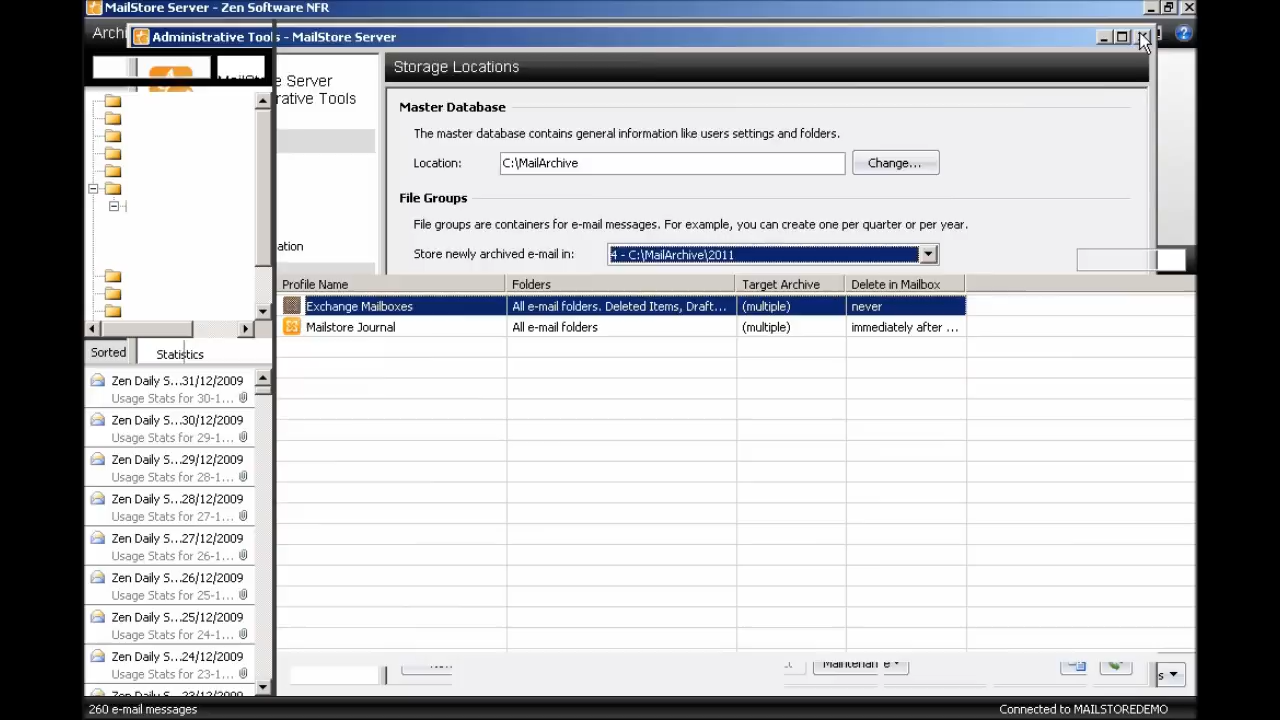 MailStore Server - Zen Software NFR
Archi
Administrative Tools - MailStore Server
MailStore Server
rative Tools
ation
Storage Locations
Master Database
The master database contains general information like users settings and folders.
Location: C:\MailArchive Change...
File Groups
File groups are containers for e-mail messages. For example, you can create one per quarter or per year.
Store newly archived e-mail in: 4 - C:\MailArchive\2011
Profile Name Folders Target Archive Delete in Mailbox
Exchange Mailboxes All e-mail folders. Deleted Items, Draft... (multiple) never
Mailstore Journal All e-mail folders (multiple) immediately after ...
Sorted Statistics
Zen Daily S...31/12/2009
Usage Stats for 30-1...
Zen Daily S...30/12/2009
Usage Stats for 29-1...
Zen Daily S...29/12/2009
Usage Stats for 28-1...
Zen Daily S...28/12/2009
Usage Stats for 27-1...
Zen Daily S...27/12/2009
Usage Stats for 26-1...
Zen Daily S...26/12/2009
Usage Stats for 25-1...
Zen Daily S...25/12/2009
Usage Stats for 24-1...
Zen Daily S...24/12/2009
Usage Stats for 23-1...
Zen Daily S...23/12/2009
Maintenance
s
260 e-mail messages
Connected to MAILSTOREDEMO